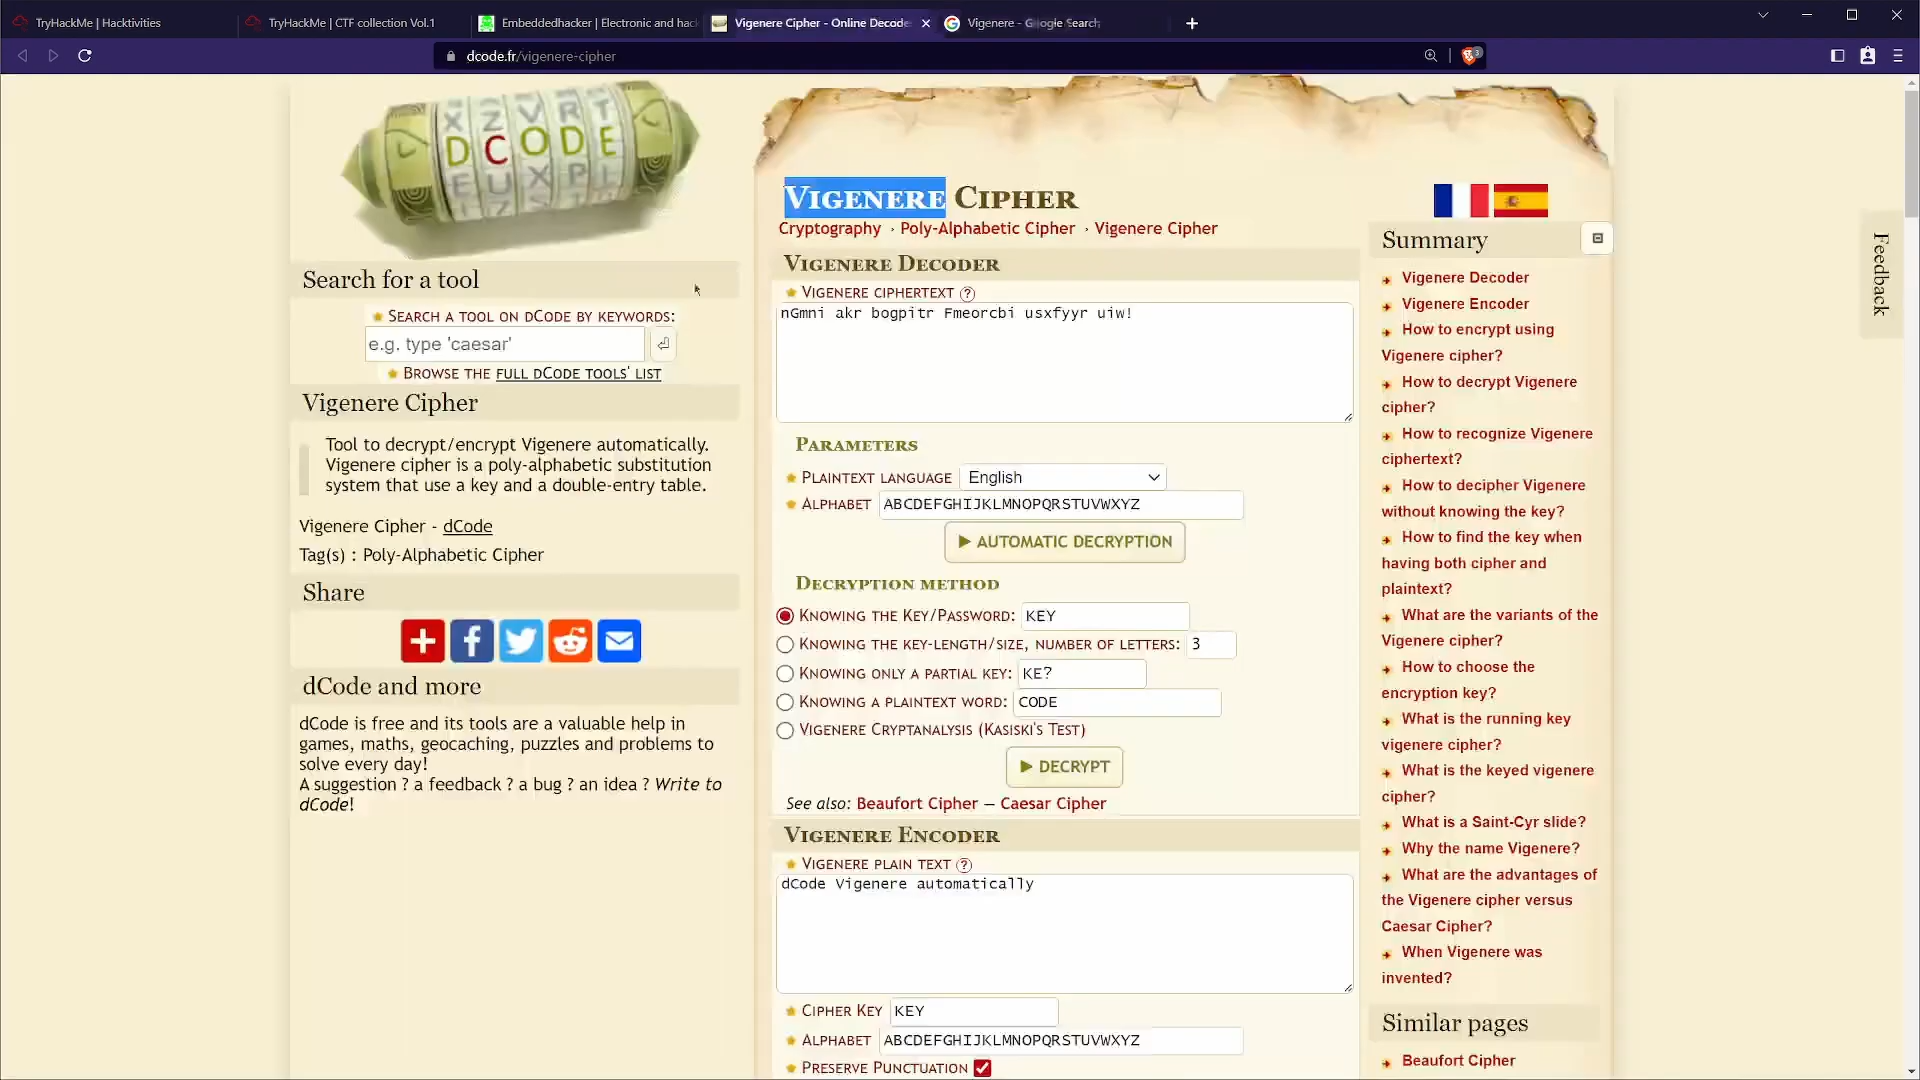 TryHackMe | Hacktivities
TryHackMe | CTF collection Vol.1
Embeddedhacker | Electronic and hac
Vigenere Cipher - Online Decode
Vigenere - Google Search
dcode.fr/vigenere-cipher
3
DCODE
Search for a tool
SEARCH A TOOL ON DCODE BY KEYWORDS:
e.g. type 'caesar'
BROWSE THE FULL DCODE TOOLS' LIST
Vigenere Cipher
Tool to decrypt/encrypt Vigenere automatically.
Vigenere cipher is a poly-alphabetic substitution
system that use a key and a double-entry table.
Vigenere Cipher - dCode
Tag(s) : Poly-Alphabetic Cipher
Share
dCode and more
dCode is free and its tools are a valuable help in
games, maths, geocaching, puzzles and problems to
solve every day!
A suggestion ? a feedback ? a bug ? an idea ? Write to
dCode!
VIGENERE CIPHER
Cryptography › Poly-Alphabetic Cipher › Vigenere Cipher
VIGENERE DECODER
VIGENERE CIPHERTEXT ?
nGmni akr bogpitr Fmeorcbi usxfyyr uiw!
PARAMETERS
PLAINTEXT LANGUAGE English
ALPHABET ABCDEFGHIJKLMNOPQRSTUVWXYZ
AUTOMATIC DECRYPTION
DECRYPTION METHOD
KNOWING THE KEY/PASSWORD: KEY
KNOWING THE KEY-LENGTH/SIZE, NUMBER OF LETTERS: 3
KNOWING ONLY A PARTIAL KEY: KE?
KNOWING A PLAINTEXT WORD: CODE
VIGENERE CRYPTANALYSIS (KASISKI'S TEST)
DECRYPT
See also: Beaufort Cipher — Caesar Cipher
VIGENERE ENCODER
VIGENERE PLAIN TEXT ?
dCode Vigenere automatically
CIPHER KEY KEY
ALPHABET ABCDEFGHIJKLMNOPQRSTUVWXYZ
PRESERVE PUNCTUATION
Summary
Vigenere Decoder
Vigenere Encoder
How to encrypt using
Vigenere cipher?
How to decrypt Vigenere
cipher?
How to recognize Vigenere
ciphertext?
How to decipher Vigenere
without knowing the key?
How to find the key when
having both cipher and
plaintext?
What are the variants of the
Vigenere cipher?
How to choose the
encryption key?
What is the running key
vigenere cipher?
What is the keyed vigenere
cipher?
What is a Saint-Cyr slide?
Why the name Vigenere?
What are the advantages of
the Vigenere cipher versus
Caesar Cipher?
When Vigenere was
invented?
Similar pages
Beaufort Cipher
Feedback